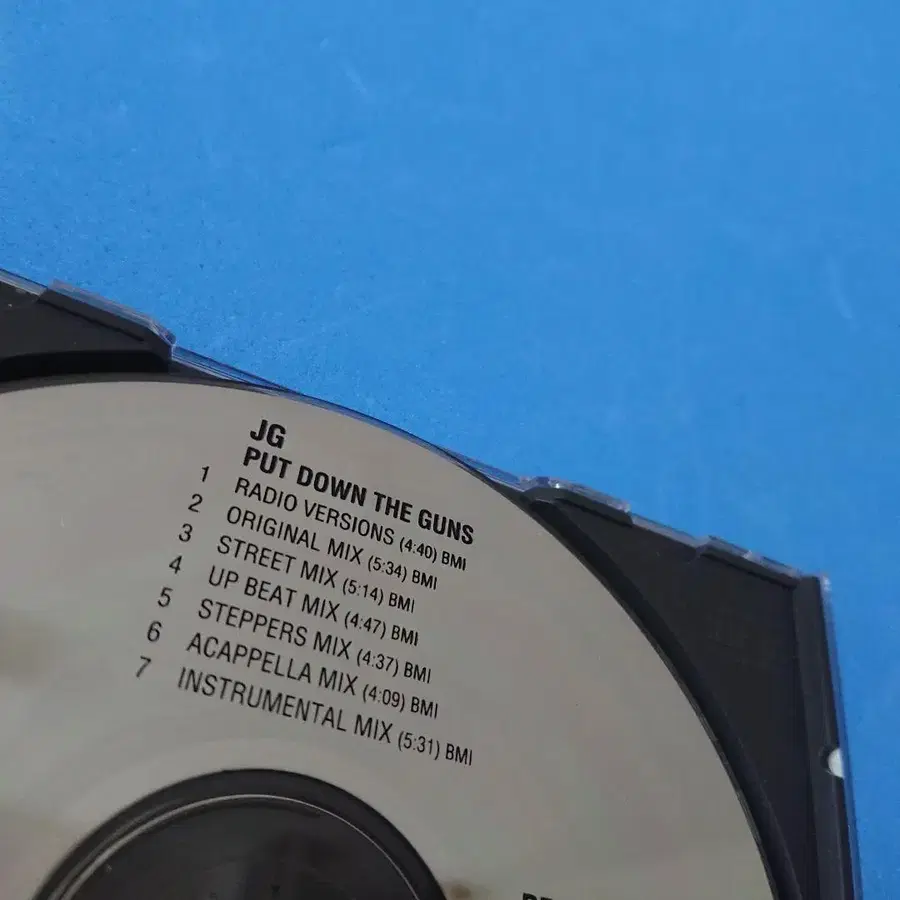 JG
PUT DOWN THE GUNS
1 RADIO VERSIONS (4:40) BMI
2 ORIGINAL MIX (5:34) BMI
3 STREET MIX (5:14) BMI
4 UP BEAT MIX (4:47) BMI
5 STEPPERS MIX (4:37) BMI
6 ACAPPELLA MIX (4:09) BMI
7 INSTRUMENTAL MIX (5:31) BMI